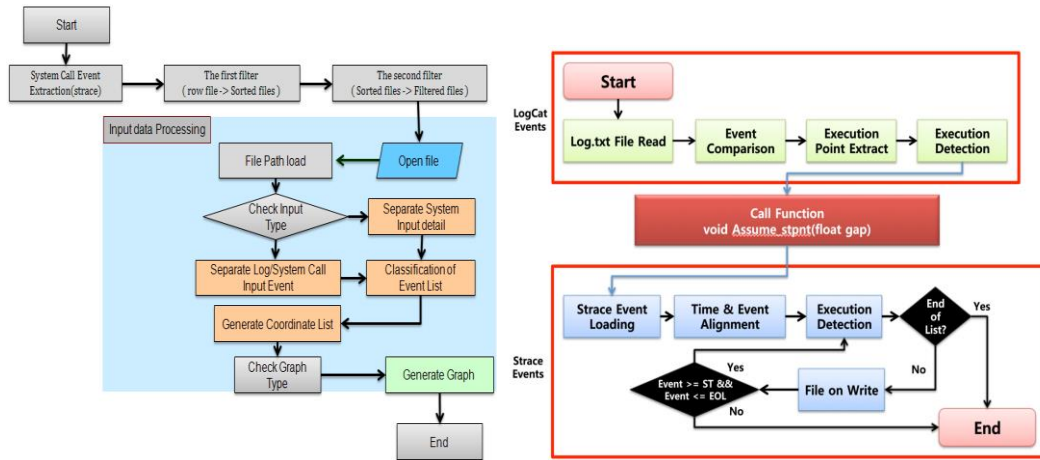 Start
System Call Event
Extraction(strace)
The first filter
( row file -> Sorted files )
The second filter
(Sorted files -> Filtered files )
Input data Processing
Open file
File Path load
Check Input
Type
Separate System
Input detail
Separate Log/System Call
Input Event
Classification of
Event List
Generate Coordinate List
Check Graph
Type
Generate Graph
End
LogCat
Events
Start
Log.txt File Read
Event
Comparison
Execution
Point Extract
Execution
Detection
Call Function
void Assume_stpnt(float gap)
Strace
Events
Strace Event
Loading
Time & Event
Alignment
Execution
Detection
End
of
List?
Yes
No
File on Write
Event >= ST &&
Event <= EOL
Yes
No
End